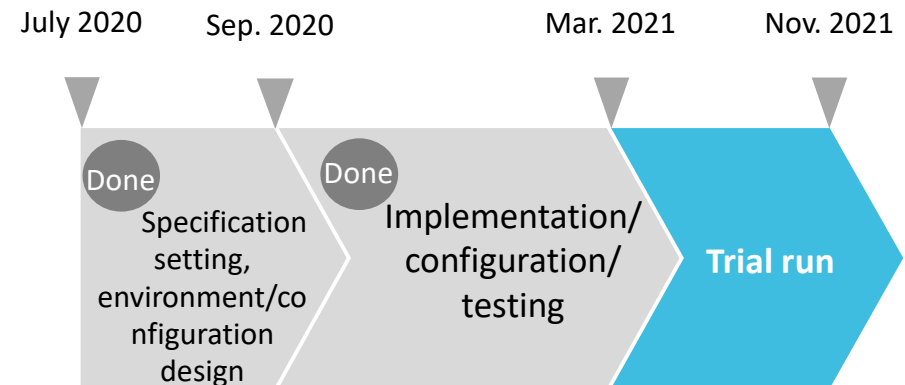 July 2020
Sep. 2020
Mar. 2021
Nov. 2021
Done
Specification
setting,
environment/co
nfiguration
design
Done
Implementation/
configuration/
testing
Trial run